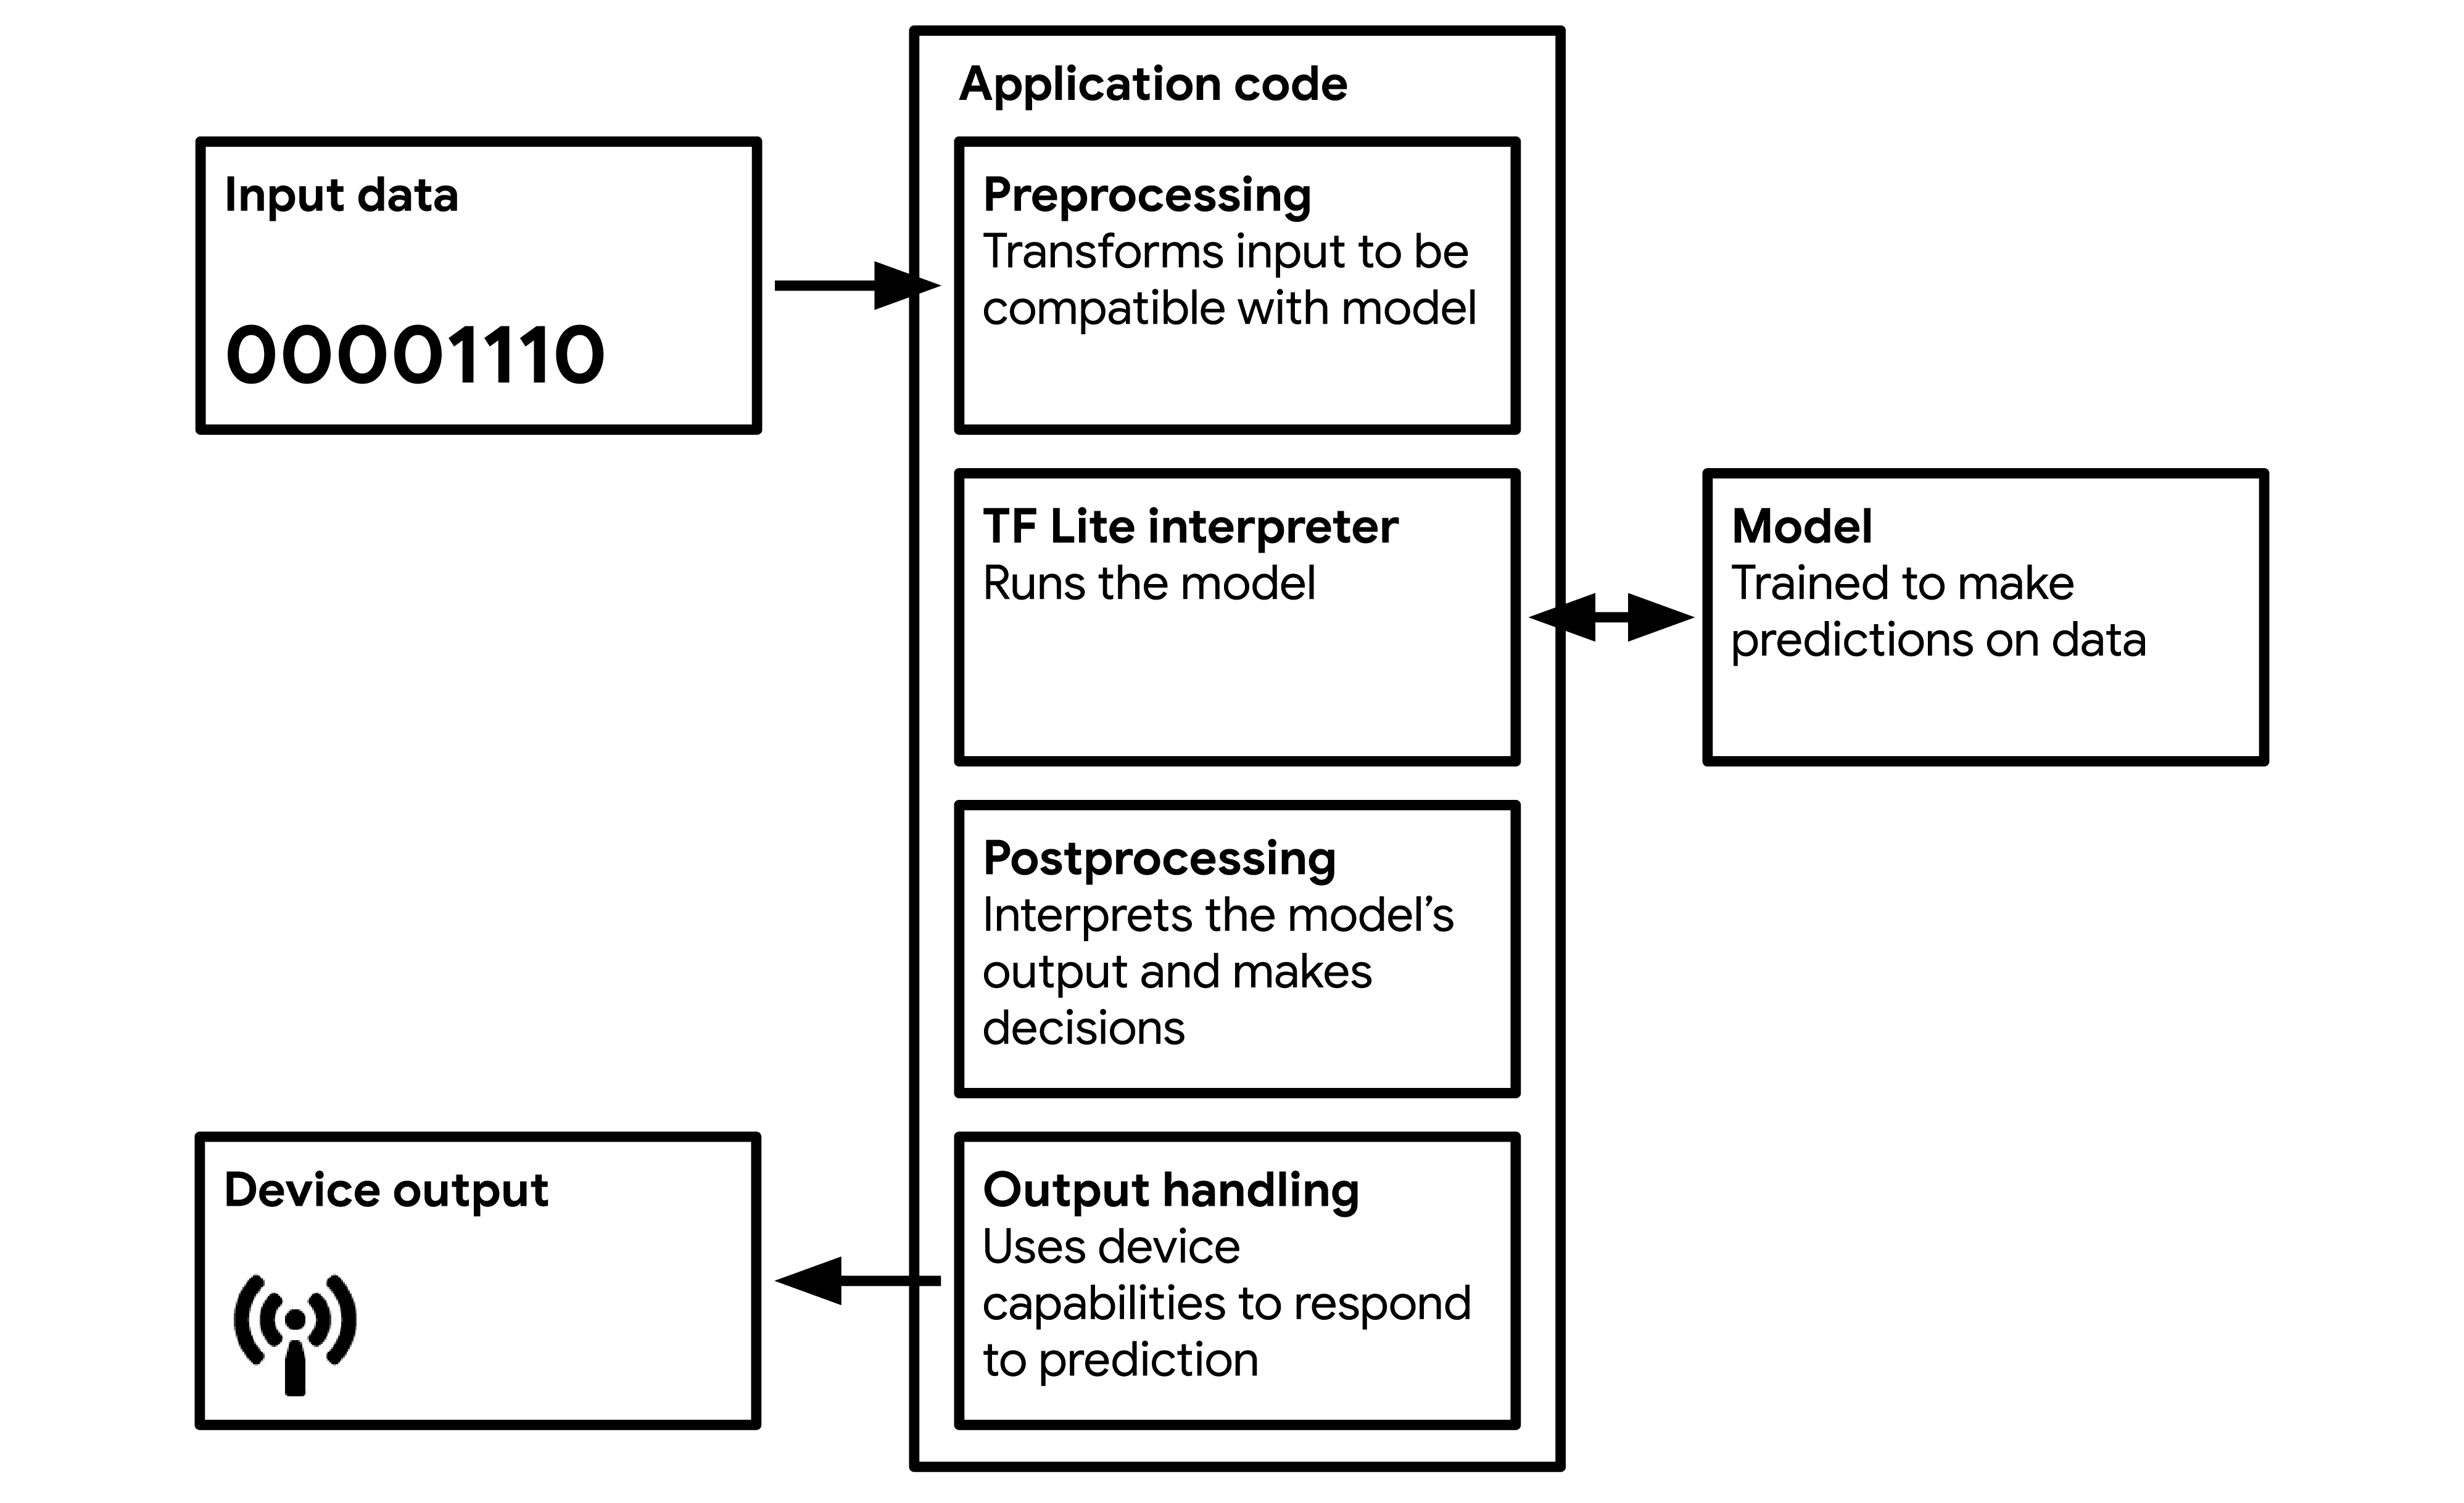 Application code
Input data
00001110
Preprocessing
Transforms input to be
compatible with model
TF Lite interpreter
Runs the model
Model
Trained to make
predictions on data
Postprocessing
Interprets the model’s
output and makes
decisions
Device output
Output handling
Uses device
capabilities to respond
to prediction